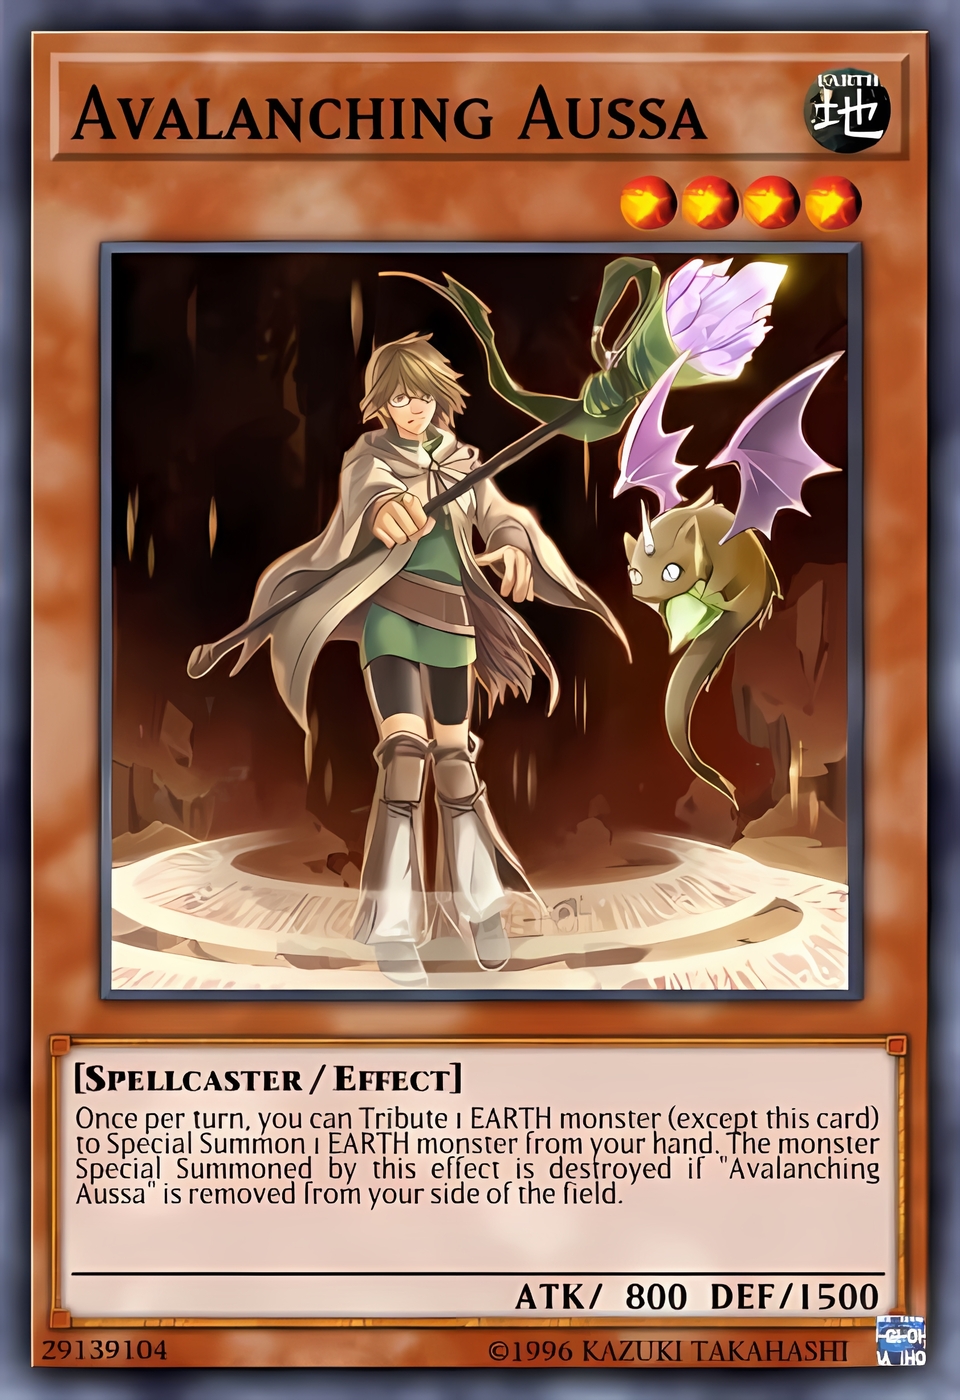 Avalanching Aussa
EARTH
地
[Spellcaster / Effect]
Once per turn, you can Tribute 1 EARTH monster (except this card)
to Special Summon 1 EARTH monster from your hand. The monster
Special Summoned by this effect is destroyed if "Avalanching
Aussa" is removed from your side of the field.
ATK/ 800 DEF/1500
29139104
©1996 KAZUKI TAKAHASHI